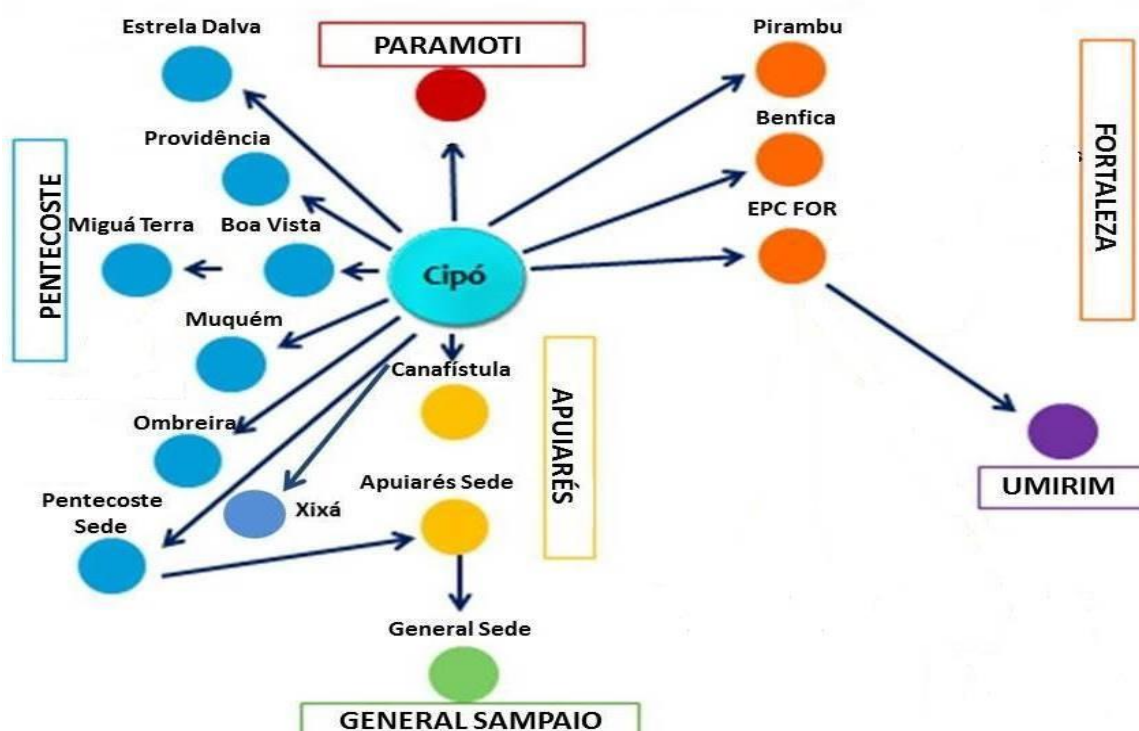 Estrela Dalva
PARAMOTI
Pirambu
Providência
Benfica
PENTECOSTE
FORTALEZA
Miguá Terra
Boa Vista
EPC FOR
Cipó
Muquém
Canafístula
APUIARÉS
Ombreira
Pentecoste
Sede
Xixá
Apuiarés Sede
UMIRIM
General Sede
GENERAL SAMPAIO